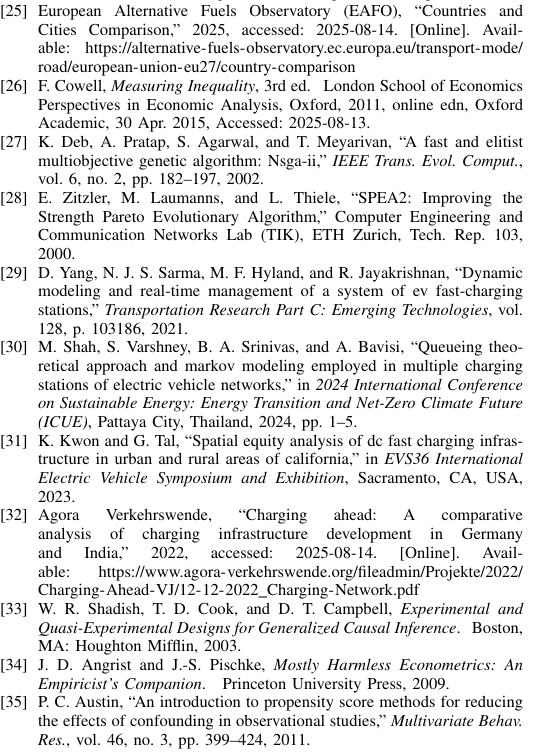 [25] European Alternative Fuels Observatory (EAFO), “Countries and
Cities Comparison,” 2025, accessed: 2025-08-14. [Online]. Avail-
able: https://alternative-fuels-observatory.ec.europa.eu/transport-mode/
road/european-union-eu27/country-comparison
[26] F. Cowell, Measuring Inequality, 3rd ed. London School of Economics
Perspectives in Economic Analysis, Oxford, 2011, online edn, Oxford
Academic, 30 Apr. 2015, Accessed: 2025-08-13.
[27] K. Deb, A. Pratap, S. Agarwal, and T. Meyarivan, “A fast and elitist
multiobjective genetic algorithm: Nsga-ii,” IEEE Trans. Evol. Comput.,
vol. 6, no. 2, pp. 182–197, 2002.
[28] E. Zitzler, M. Laumanns, and L. Thiele, “SPEA2: Improving the
Strength Pareto Evolutionary Algorithm,” Computer Engineering and
Communication Networks Lab (TIK), ETH Zurich, Tech. Rep. 103,
2000.
[29] D. Yang, N. J. S. Sarma, M. F. Hyland, and R. Jayakrishnan, “Dynamic
modeling and real-time management of a system of ev fast-charging
stations,” Transportation Research Part C: Emerging Technologies, vol.
128, p. 103186, 2021.
[30] M. Shah, S. Varshney, B. A. Srinivas, and A. Bavisi, “Queueing theo-
retical approach and markov modeling employed in multiple charging
stations of electric vehicle networks,” in 2024 International Conference
on Sustainable Energy: Energy Transition and Net-Zero Climate Future
(ICUE), Pattaya City, Thailand, 2024, pp. 1–5.
[31] K. Kwon and G. Tal, “Spatial equity analysis of dc fast charging infras-
tructure in urban and rural areas of california,” in EVS36 International
Electric Vehicle Symposium and Exhibition, Sacramento, CA, USA,
2023.
[32] Agora Verkehrswende, “Charging ahead: A comparative
analysis of charging infrastructure development in Germany
and India,” 2022, accessed: 2025-08-14. [Online]. Avail-
able: https://www.agora-verkehrswende.org/fileadmin/Projekte/2022/
Charging-Ahead-VJ/12-12-2022_Charging-Network.pdf
[33] W. R. Shadish, T. D. Cook, and D. T. Campbell, Experimental and
Quasi-Experimental Designs for Generalized Causal Inference. Boston,
MA: Houghton Mifflin, 2003.
[34] J. D. Angrist and J.-S. Pischke, Mostly Harmless Econometrics: An
Empiricist’s Companion. Princeton University Press, 2009.
[35] P. C. Austin, “An introduction to propensity score methods for reducing
the effects of confounding in observational studies,” Multivariate Behav.
Res., vol. 46, no. 3, pp. 399–424, 2011.